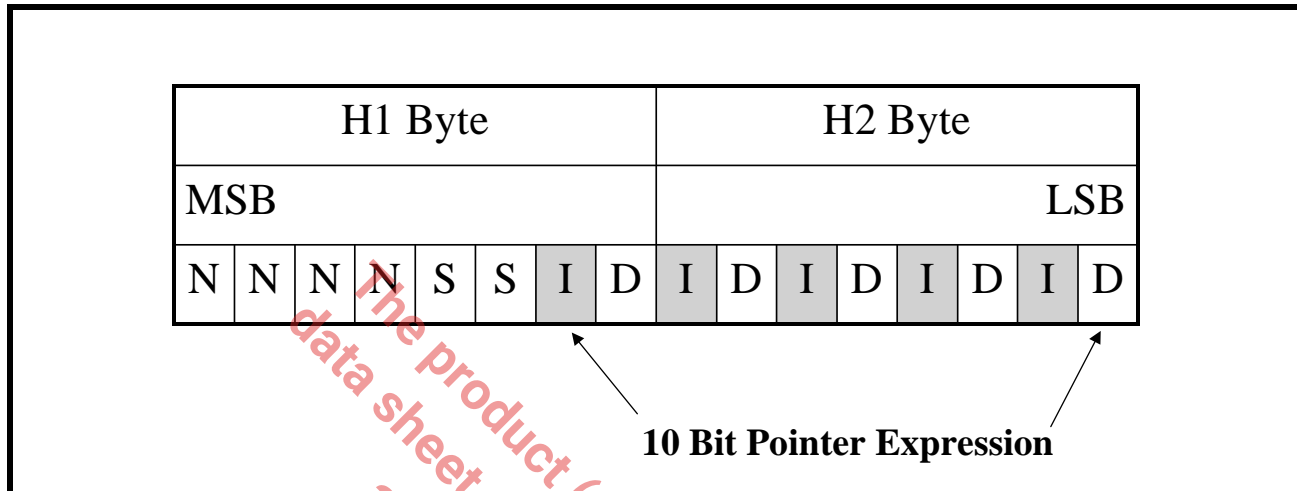 H1 Byte H2 Byte
MSB LSB
N N N N S S I D I D I D I D I D
The product (
data sheet
10 Bit Pointer Expression